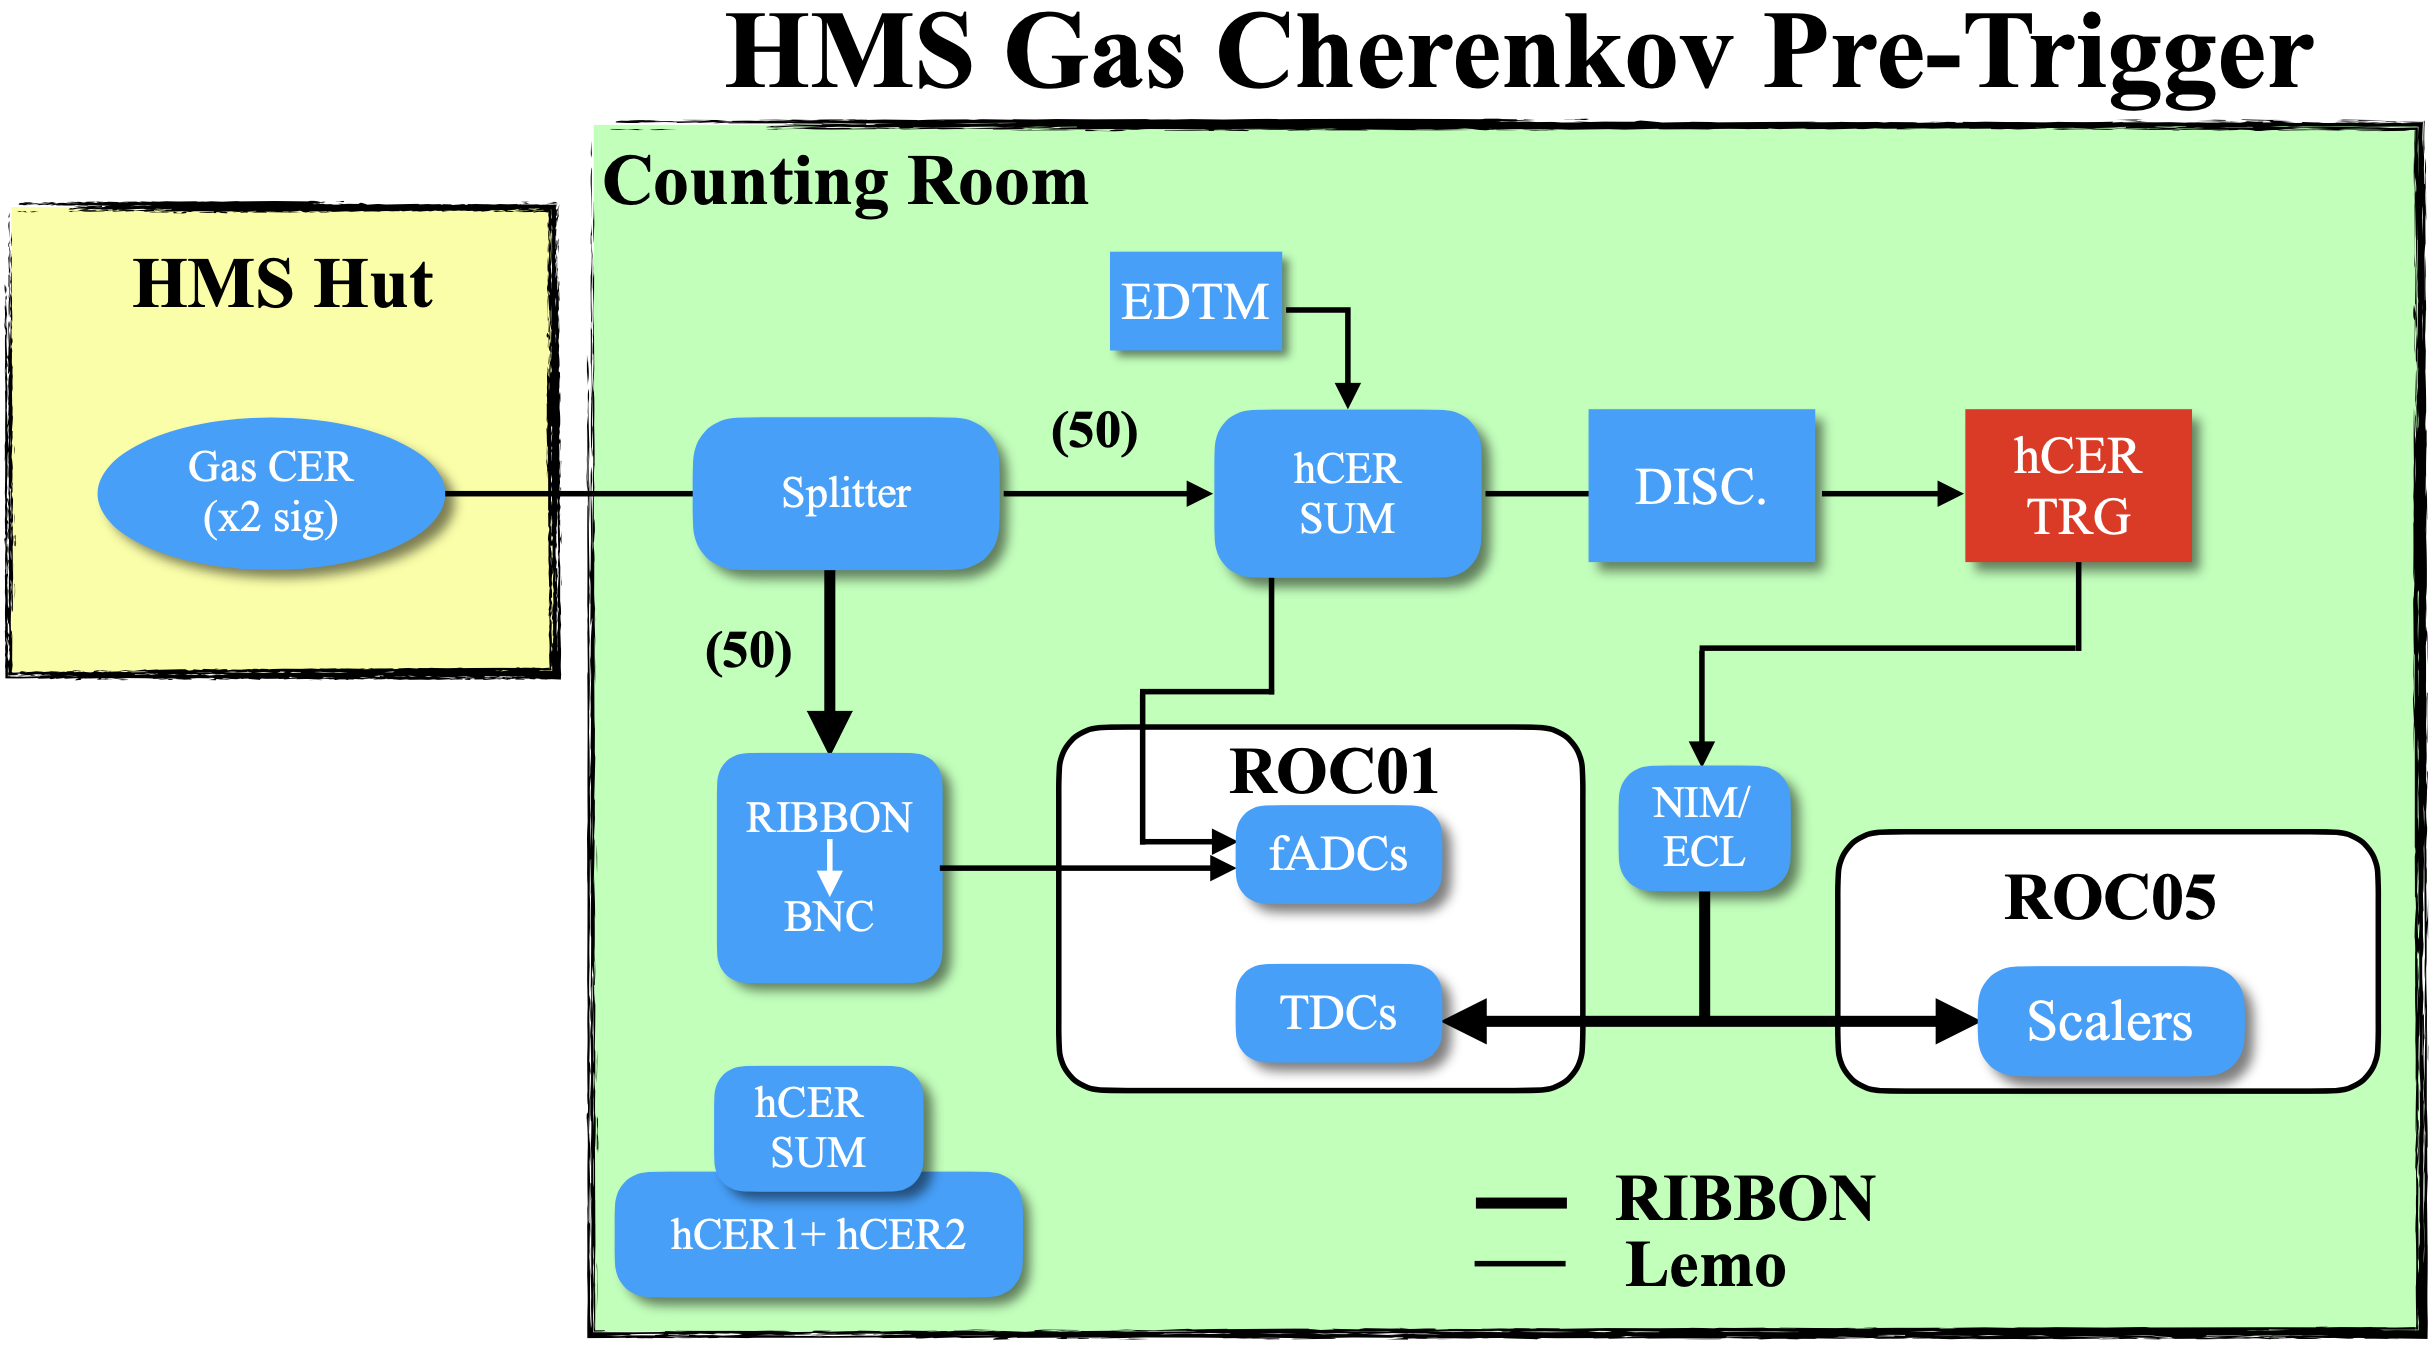 HMS Gas Cherenkov Pre-Trigger
Counting Room
HMS Hut
EDTM
Gas CER
(x2 sig)
Splitter
(50)
hCER
SUM
DISC.
hCER
TRG
(50)
RIBBON
BNC
ROC01
fADCs
TDCs
NIM/
ECL
ROC05
Scalers
hCER
SUM
hCER1+ hCER2
RIBBON
Lemo